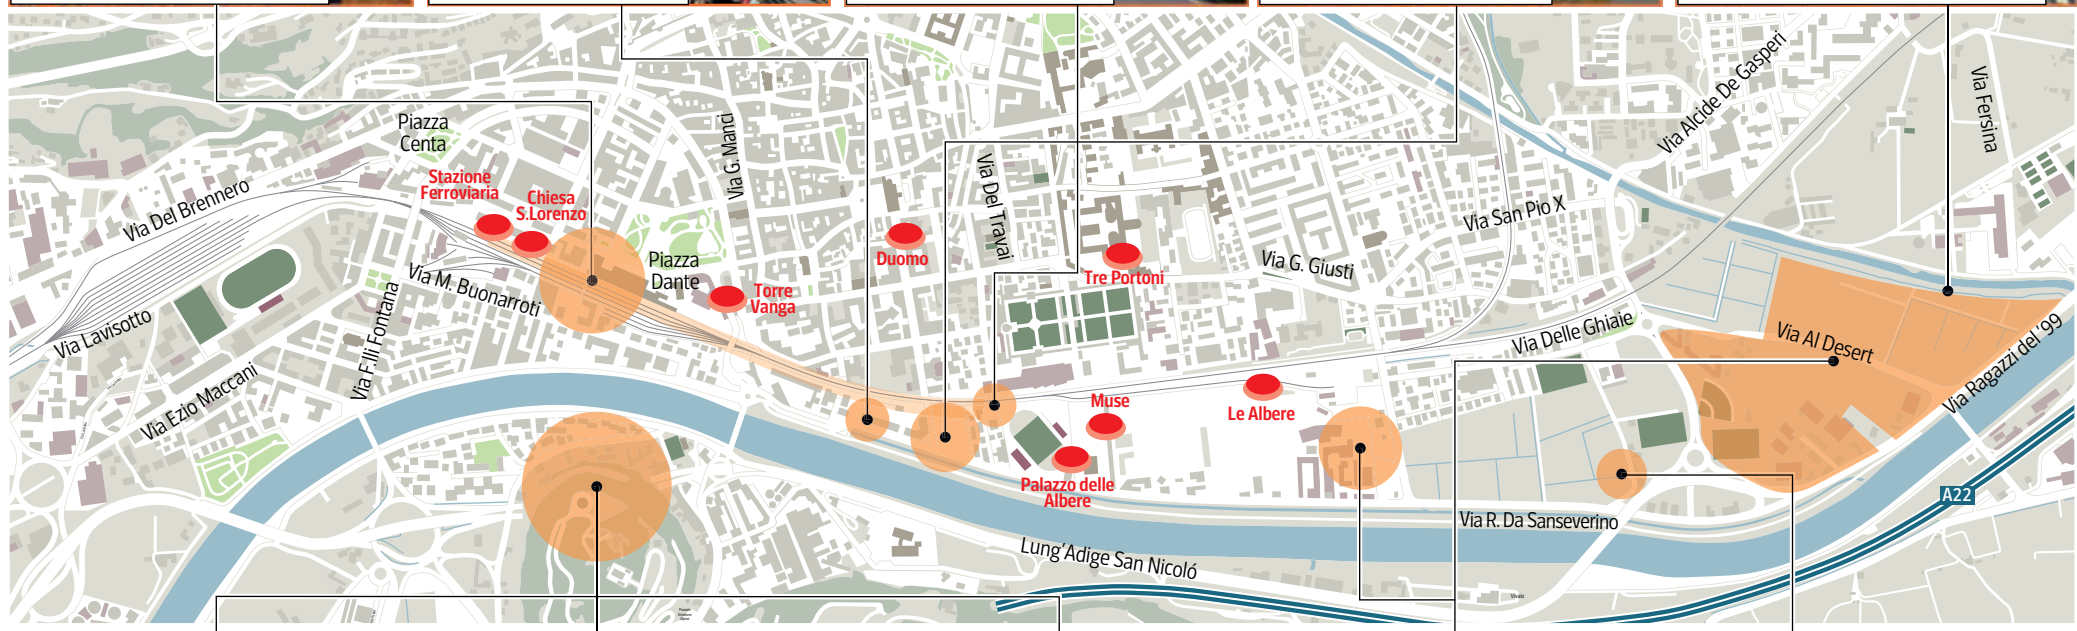 Piazza
Centa
Stazione
Ferroviaria
Chiesa
S.Lorenzo
Via Del Brennero
Via Lavisotto
Via Ezio Maccani
Via F.lli Fontana
Via M. Buonarroti
Piazza
Dante
Via G. Manci
Torre
Vanga
Duomo
Via Del Travai
Tre Portoni
Via G. Giusti
Via San Pio X
Via Alcide De Gasperi
Via Fersina
Via Delle Ghiaie
Via Al Desert
Via Ragazzi del '99
Muse
Le Albere
Palazzo delle
Albere
Via R. Da Sanseverino
Lung'Adige San Nicoló
A22